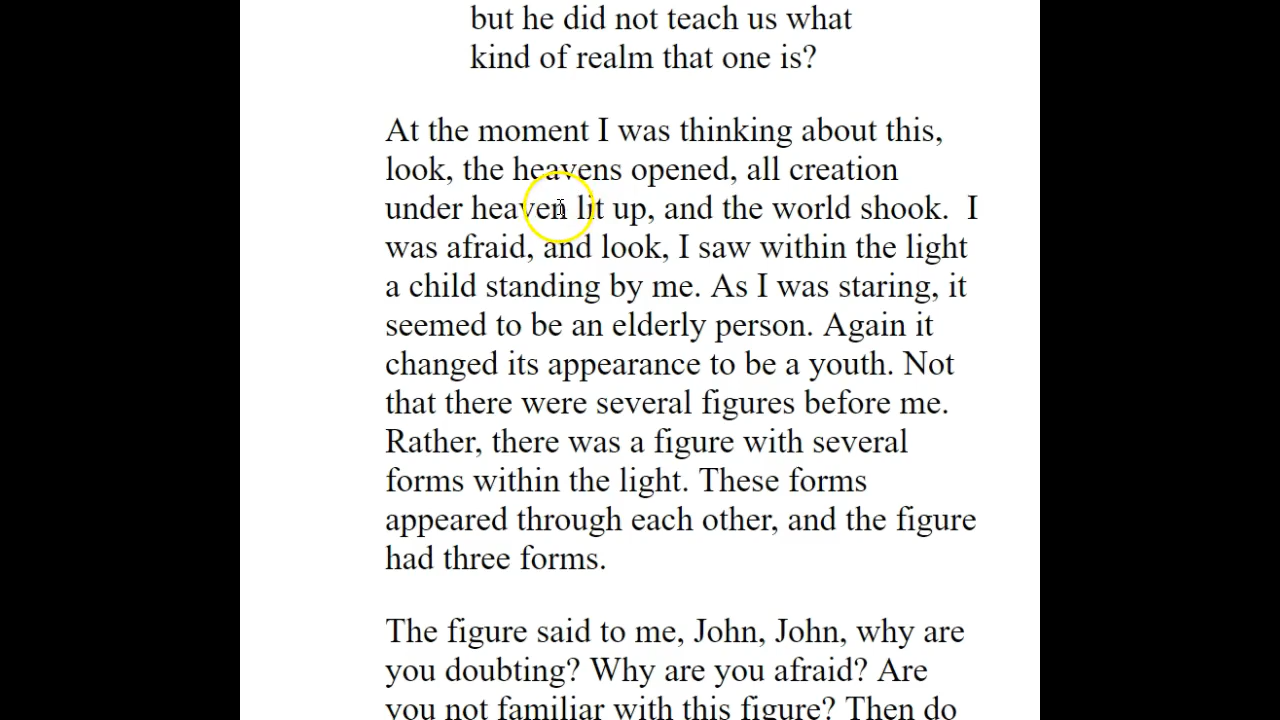 but he did not teach us what
kind of realm that one is?
At the moment I was thinking about this,
look, the heavens opened, all creation
under heaven lit up, and the world shook.  I
was afraid, and look, I saw within the light
a child standing by me. As I was staring, it
seemed to be an elderly person. Again it
changed its appearance to be a youth. Not
that there were several figures before me.
Rather, there was a figure with several
forms within the light. These forms
appeared through each other, and the figure
had three forms.
The figure said to me, John, John, why are
you doubting? Why are you afraid? Are
you not familiar with this figure? Then do